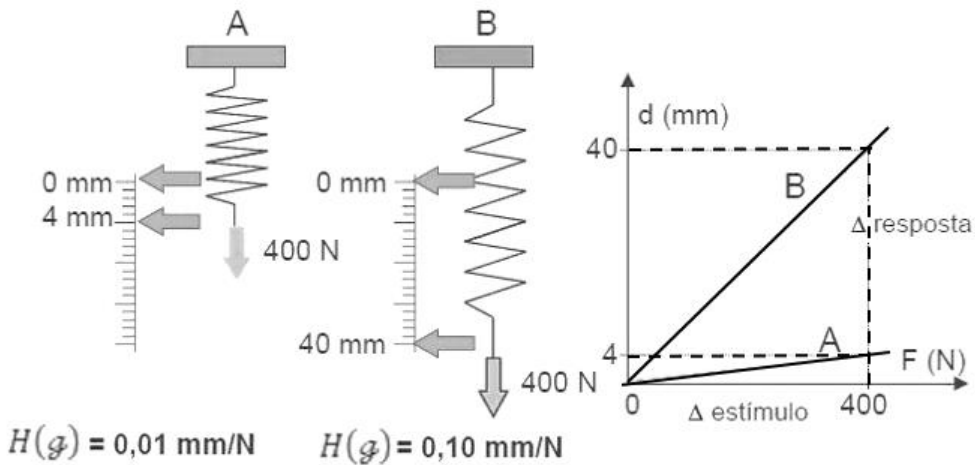 A
0 mm
4 mm
400 N
H(g) = 0,01 mm/N
B
0 mm
40 mm
400 N
H(g) = 0,10 mm/N
d (mm)
40
B
Δ resposta
4
A
F (N)
0
Δ estímulo
400